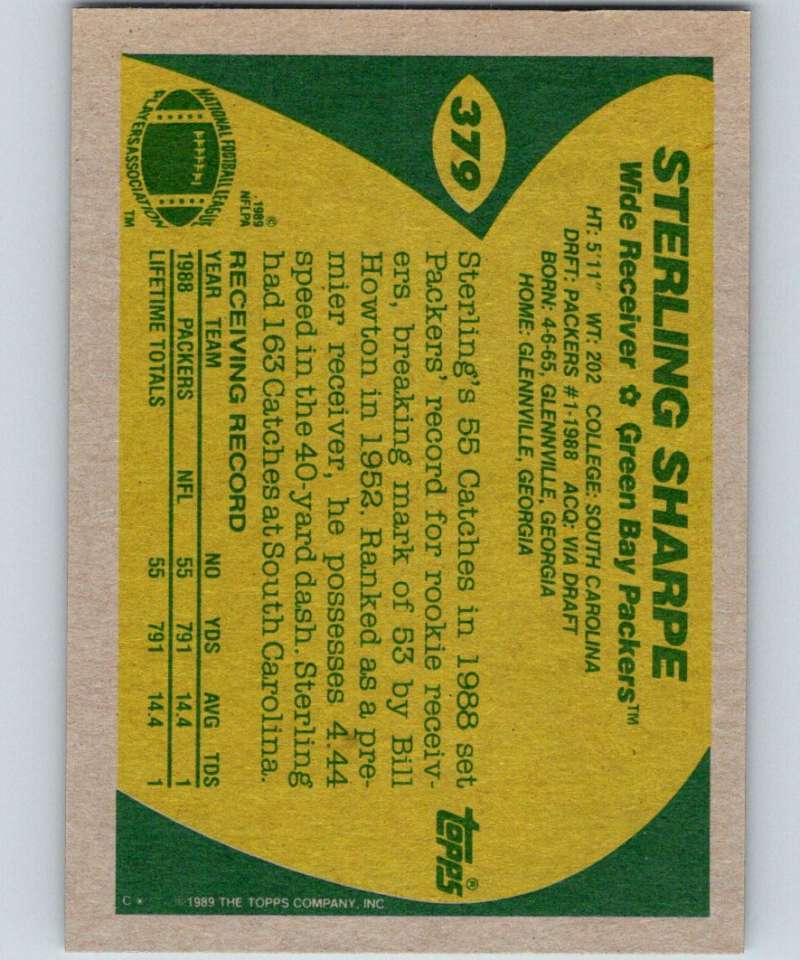 379
STERLING SHARPE
Wide Receiver ✩ Green Bay Packers™
HT: 5'11" WT: 202 COLLEGE: SOUTH CAROLINA
DRFT: PACKERS #1-1988 ACQ: VIA DRAFT
BORN: 4-6-65, GLENNVILLE, GEORGIA
HOME: GLENNVILLE, GEORGIA
Sterling's 55 Catches in 1988 set
Packers' record for rookie receiv-
ers, breaking mark of 53 by Bill
Howton in 1952. Ranked as a pre-
mier receiver, he possesses 4.44
speed in the 40-yard dash. Sterling
had 163 Catches at South Carolina.
topps®
NATIONAL FOOTBALL LEAGUE
PLAYERS ASSOCIATION
™
©
1989
NFLPA
RECEIVING RECORD
YEAR TEAM NO YDS AVG TDS
1988 PACKERS NFL 55 791 14.4 1
LIFETIME TOTALS 55 791 14.4 1
C * ©1989 THE TOPPS COMPANY, INC.